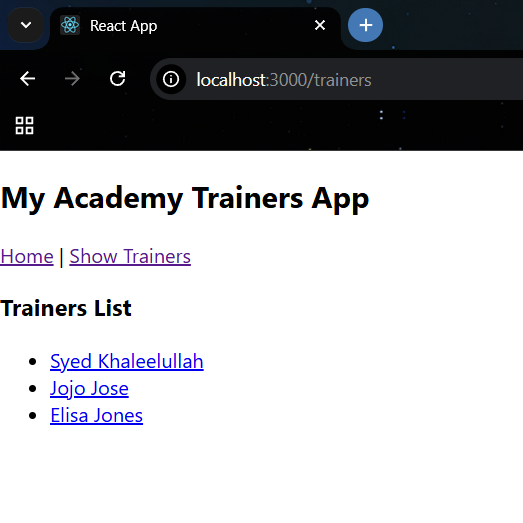 React App
localhost:3000/trainers
My Academy Trainers App
Home | Show Trainers
Trainers List
Syed Khaleelullah
Jojo Jose
Elisa Jones